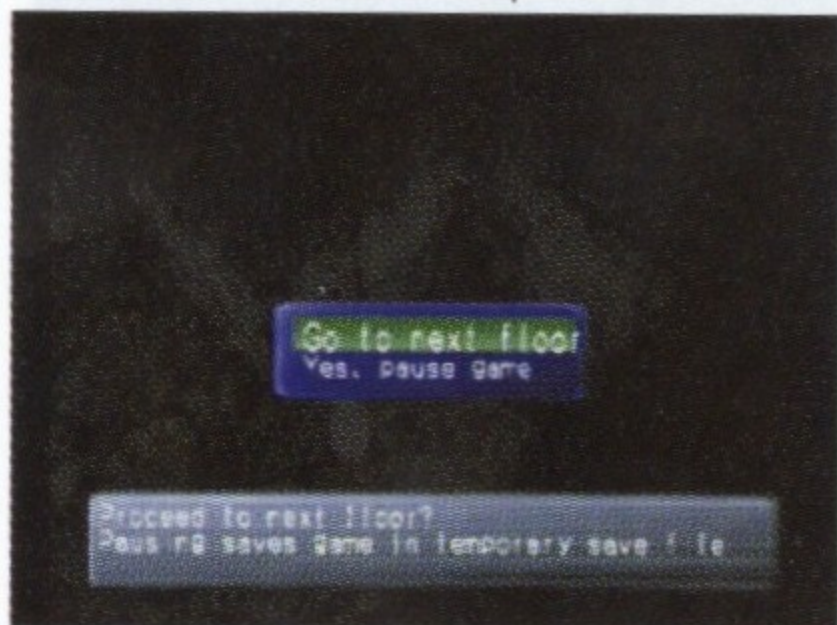 Go to next floor
Yes, pause game
Proceed to next floor?
Pausing saves game in temporary save file